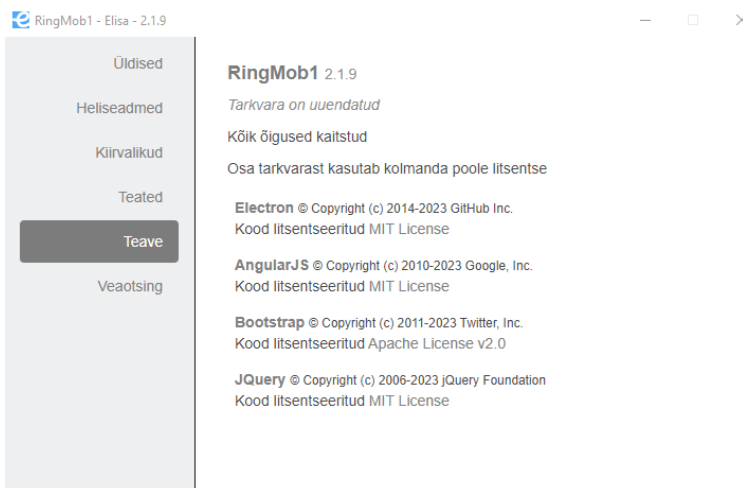 RingMob1 - Elisa - 2.1.9
Üldised
Heliseadmed
Kiirvalikud
Teated
Teave
Veaotsing
RingMob1 2.1.9
Tarkvara on uuendatud
Kõik õigused kaitstud
Osa tarkvarast kasutab kolmanda poole litsentse
Electron © Copyright (c) 2014-2023 GitHub Inc.
Kood litsentseeritud MIT License
AngularJS © Copyright (c) 2010-2023 Google, Inc.
Kood litsentseeritud MIT License
Bootstrap © Copyright (c) 2011-2023 Twitter, Inc.
Kood litsentseeritud Apache License v2.0
JQuery © Copyright (c) 2006-2023 jQuery Foundation
Kood litsentseeritud MIT License